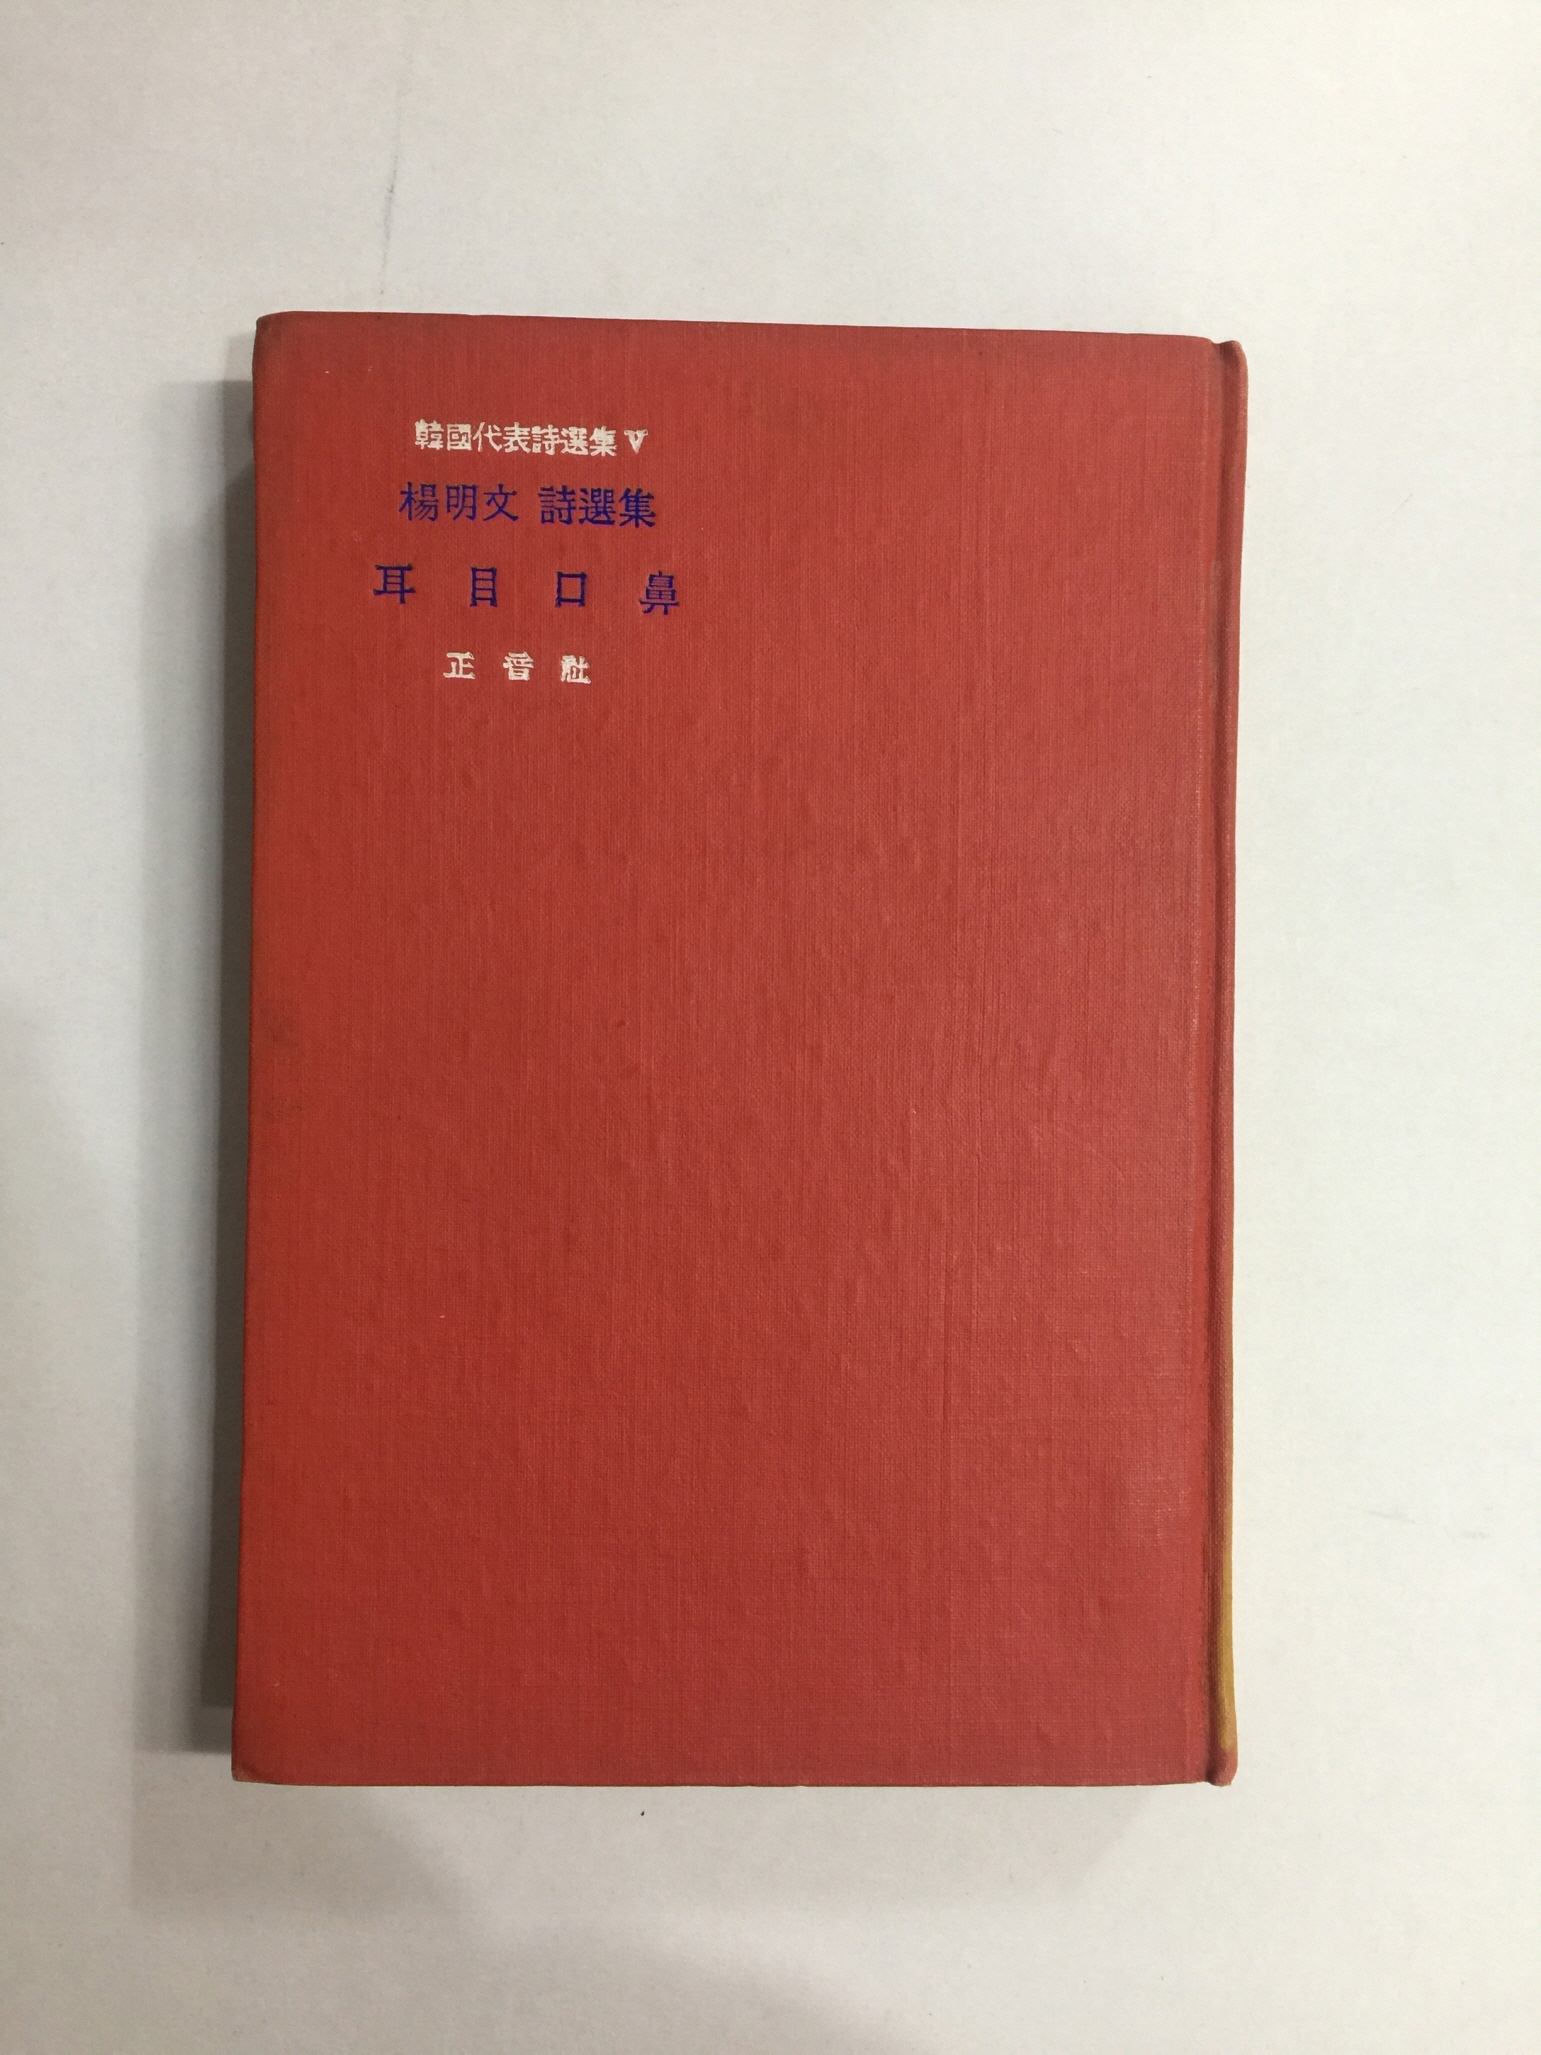 韓國代表詩選集 V
楊明文 詩選集
耳目口鼻
正音社